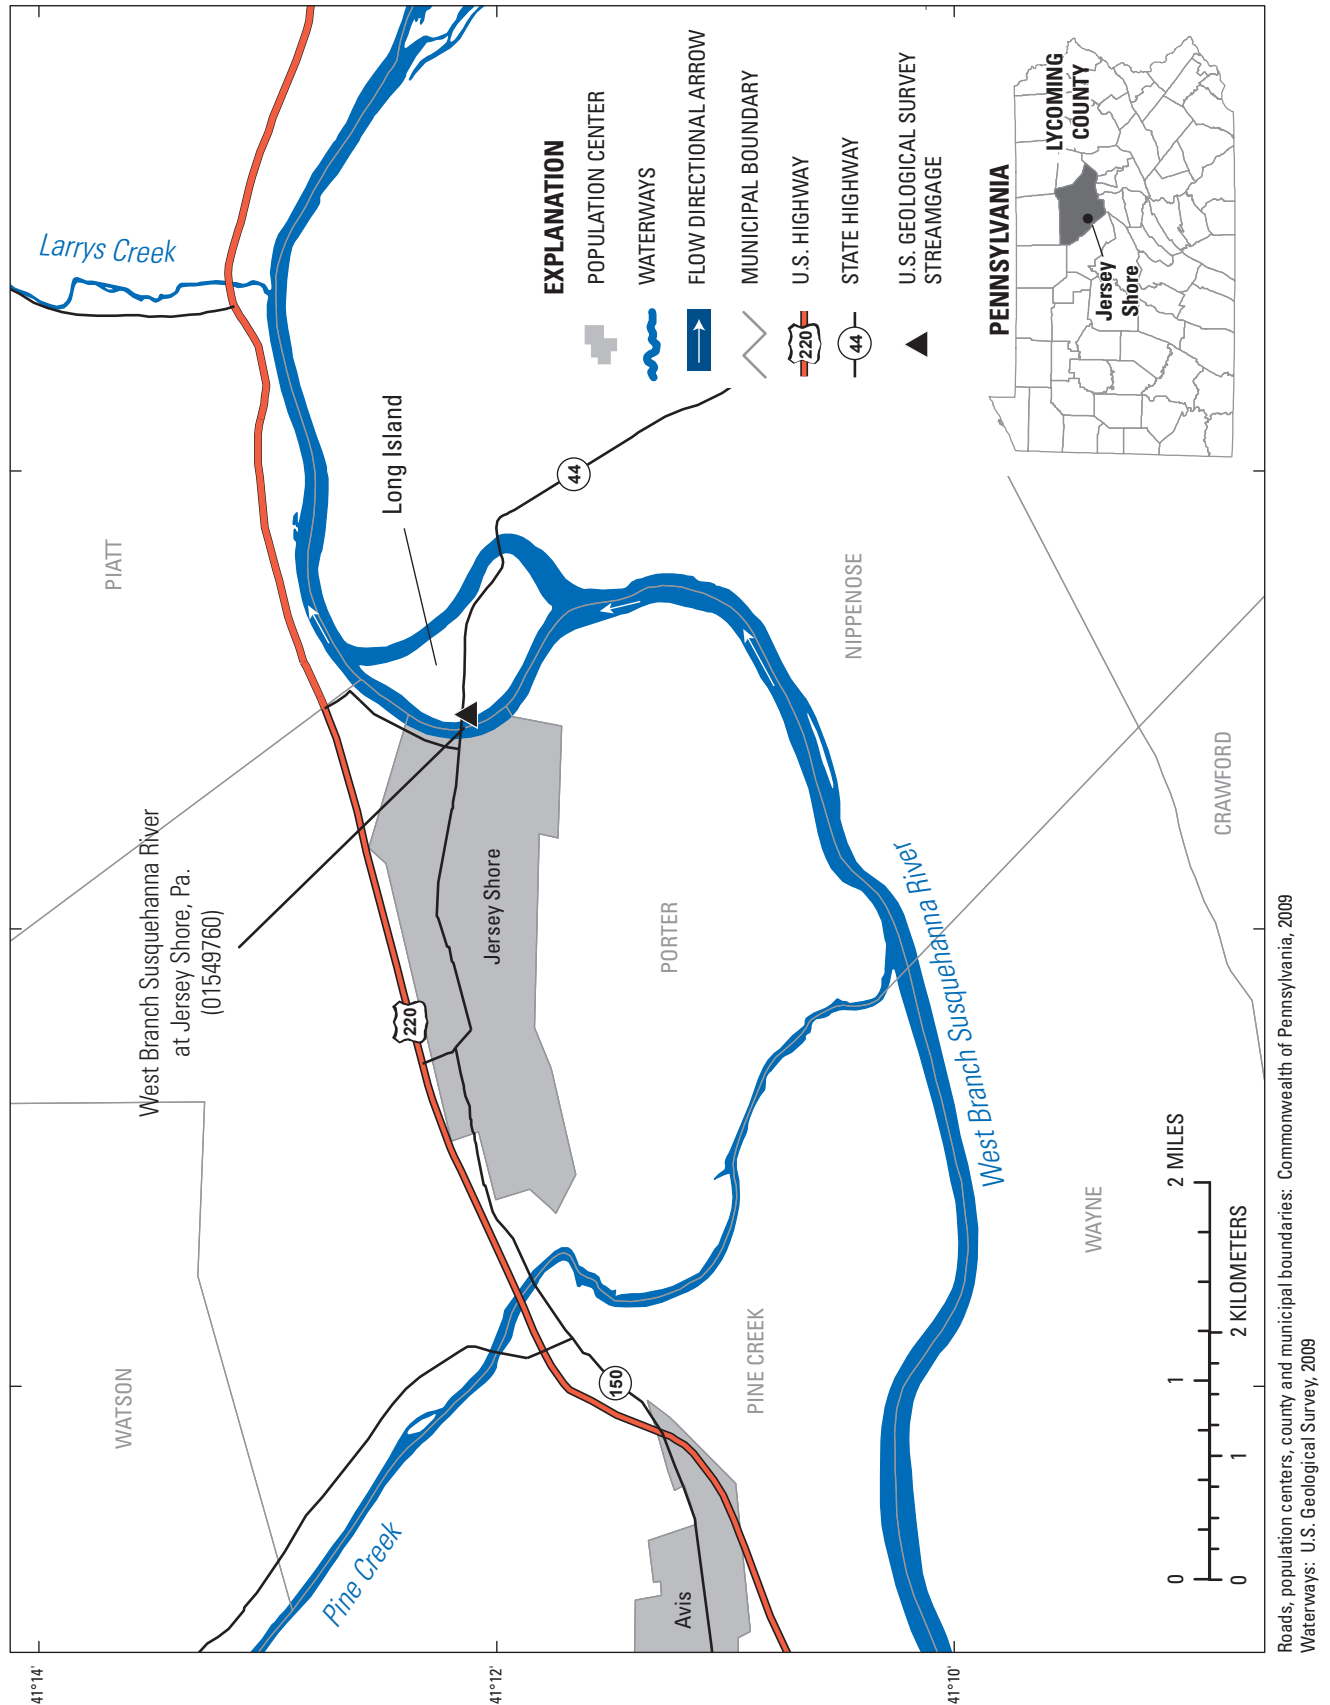 41°14'
41°12'
41°10'
WATSON
PIATT
Larrys Creek
West Branch Susquehanna River
at Jersey Shore, Pa.
(01549760)
Pine Creek
220
Long Island
Jersey Shore
44
150
Avis
PINE CREEK
PORTER
NIPPENOSE
West Branch Susquehanna River
WAYNE
CRAWFORD
EXPLANATION
POPULATION CENTER
WATERWAYS
FLOW DIRECTIONAL ARROW
MUNICIPAL BOUNDARY
220
U.S. HIGHWAY
44
STATE HIGHWAY
U.S. GEOLOGICAL SURVEY
STREAMGAGE
PENNSYLVANIA
LYCOMING
COUNTY
Jersey
Shore
0 1 2 MILES
0 1 2 KILOMETERS
Roads, population centers, county and municipal boundaries: Commonwealth of Pennsylvania, 2009
Waterways: U.S. Geological Survey, 2009